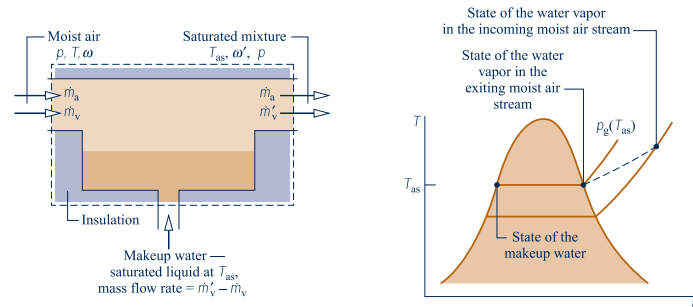 Moist air
p, T, ω
Saturated mixture
T_as, ω′, p
ṁ_a
ṁ_v
ṁ_a
ṁ′_v
Insulation
Makeup water —
saturated liquid at T_as,
mass flow rate = ṁ′_v – ṁ_v
State of the water vapor
in the incoming moist air stream
State of the water
vapor in the
exiting moist air
stream
T
p_g(T_as)
T_as
State of the
makeup water